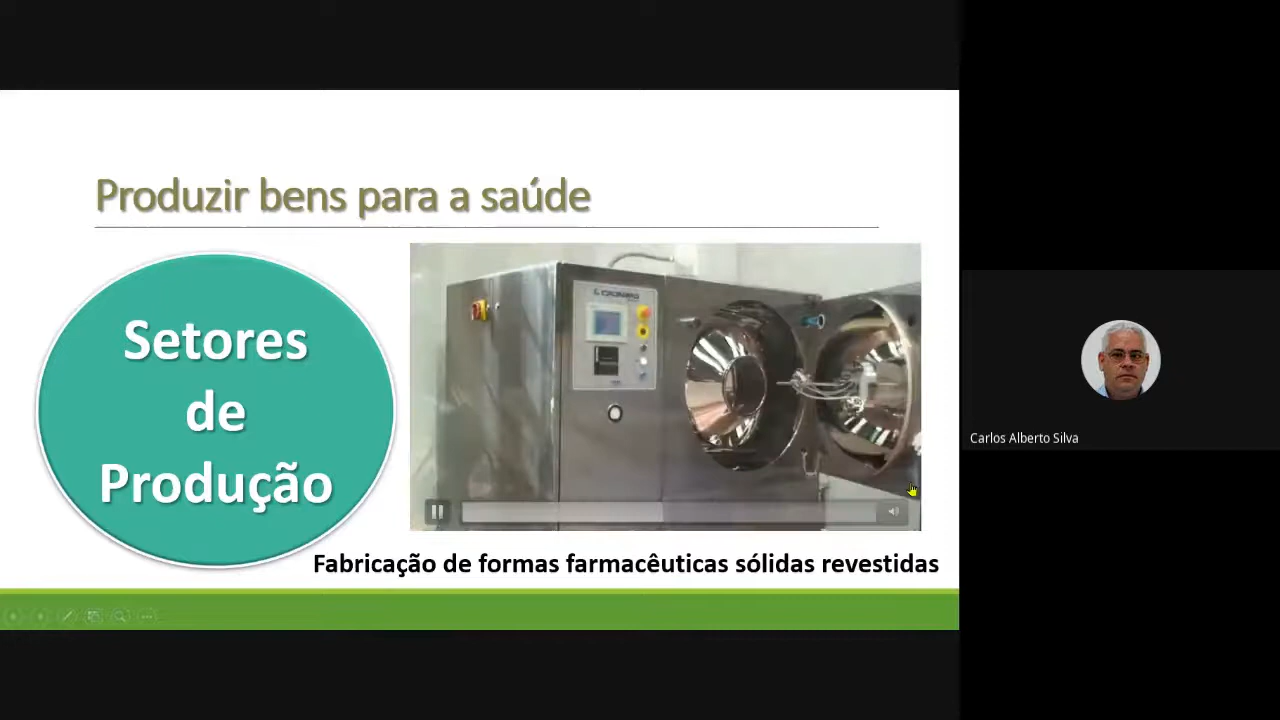 Produzir bens para a saúde
Setores
de
Produção
Fabricação de formas farmacêuticas sólidas revestidas
Carlos Alberto Silva